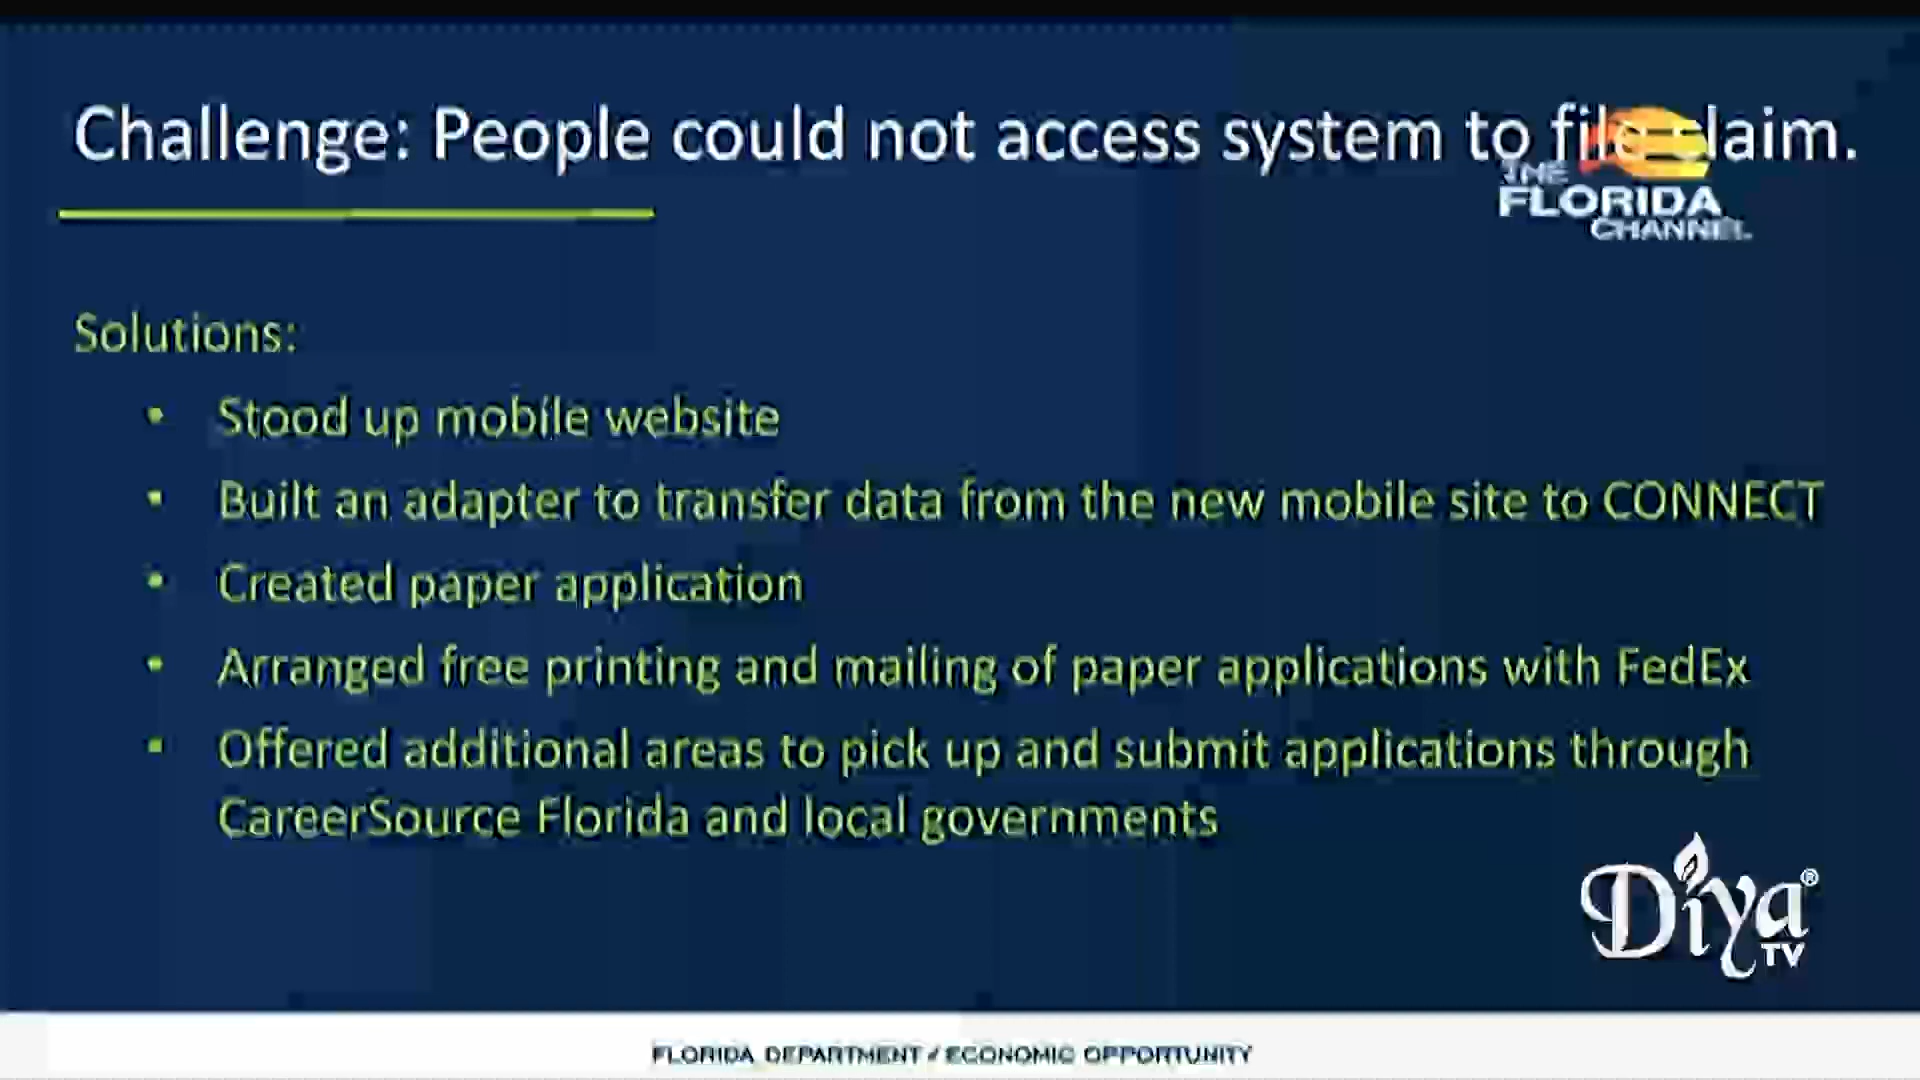 Challenge: People could not access system to file claim.
THE
FLORIDA
CHANNEL
Solutions:
• Stood up mobile website
• Built an adapter to transfer data from the new mobile site to CONNECT
• Created paper application
• Arranged free printing and mailing of paper applications with FedEx
• Offered additional areas to pick up and submit applications through
CareerSource Florida and local governments
Diya®
TV
FLORIDA DEPARTMENT / ECONOMIC OPPORTUNITY